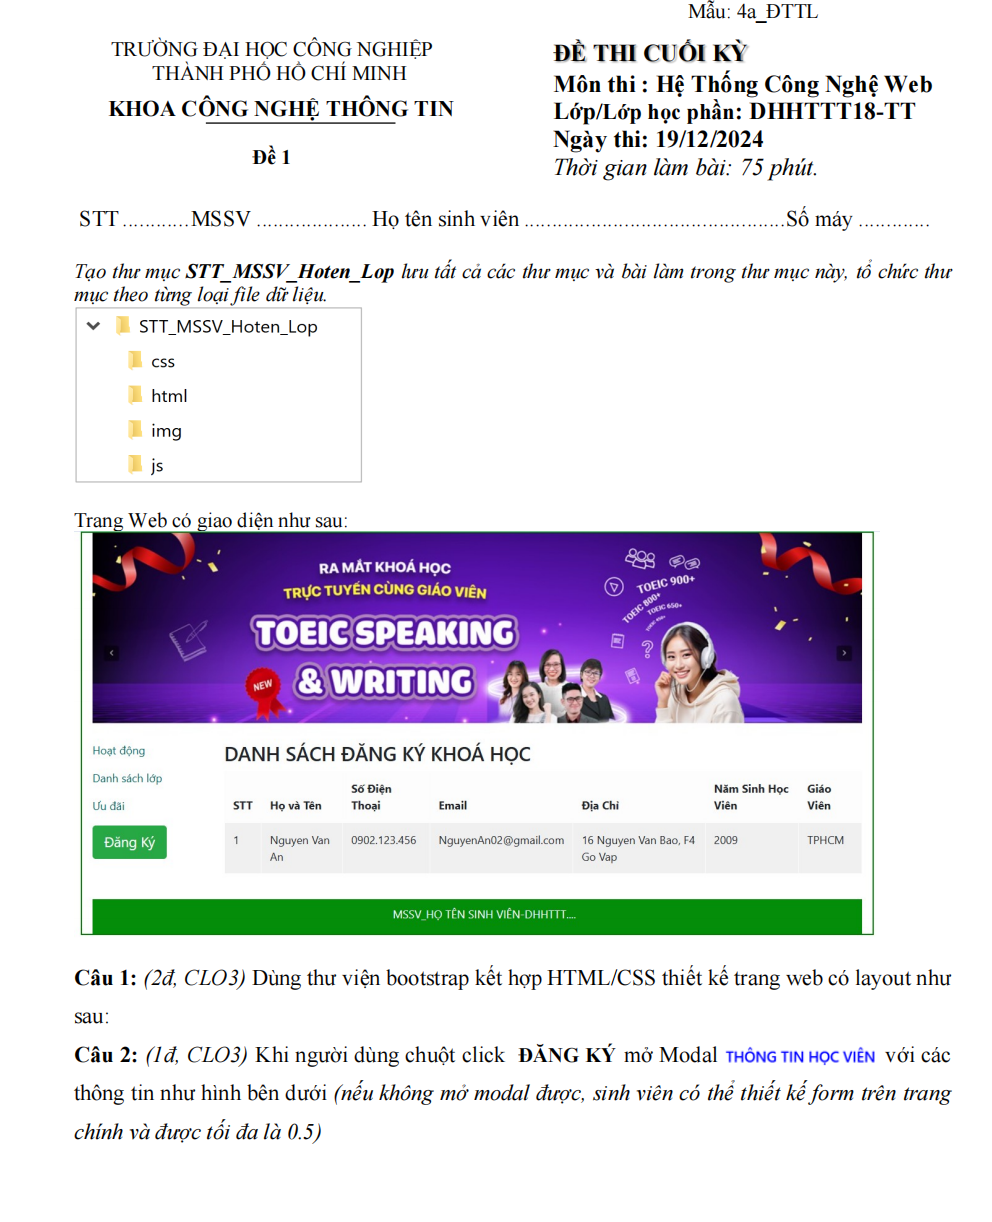 Mẫu: 4a_ĐTTL
TRƯỜNG ĐẠI HỌC CÔNG NGHIỆP
THÀNH PHỐ HỒ CHÍ MINH
KHOA CÔNG NGHỆ THÔNG TIN
Đề 1
ĐỀ THI CUỐI KỲ
Môn thi : Hệ Thống Công Nghệ Web
Lớp/Lớp học phần: DHHTTT18-TT
Ngày thi: 19/12/2024
Thời gian làm bài: 75 phút.
STT ............MSSV .................... Họ tên sinh viên ...............................................Số máy .............
Tạo thư mục STT_MSSV_Hoten_Lop lưu tất cả các thư mục và bài làm trong thư mục này, tổ chức thư
mục theo từng loại file dữ liệu.
STT_MSSV_Hoten_Lop
css
html
img
js
Trang Web có giao diện như sau:
RA MẮT KHOÁ HỌC
TRỰC TUYẾN CÙNG GIÁO VIÊN
TOEIC SPEAKING
& WRITING
NEW
TOEIC 900+
TOEIC 800+
TOEIC 650+
Hoạt động
Danh sách lớp
Ưu đãi
Đăng Ký
DANH SÁCH ĐĂNG KÝ KHOÁ HỌC
STT Họ và Tên Số Điện Thoại Email Địa Chỉ Năm Sinh Học Viên Giáo Viên
1 Nguyen Van An 0902.123.456 NguyenAn02@gmail.com 16 Nguyen Van Bao, F4 Go Vap 2009 TPHCM
MSSV_HỌ TÊN SINH VIÊN-DHHTTT....
Câu 1: (2đ, CLO3) Dùng thư viện bootstrap kết hợp HTML/CSS thiết kế trang web có layout như
sau:
Câu 2: (1đ, CLO3) Khi người dùng chuột click ĐĂNG KÝ mở Modal THÔNG TIN HỌC VIÊN với các
thông tin như hình bên dưới (nếu không mở modal được, sinh viên có thể thiết kế form trên trang
chính và được tối đa là 0.5)